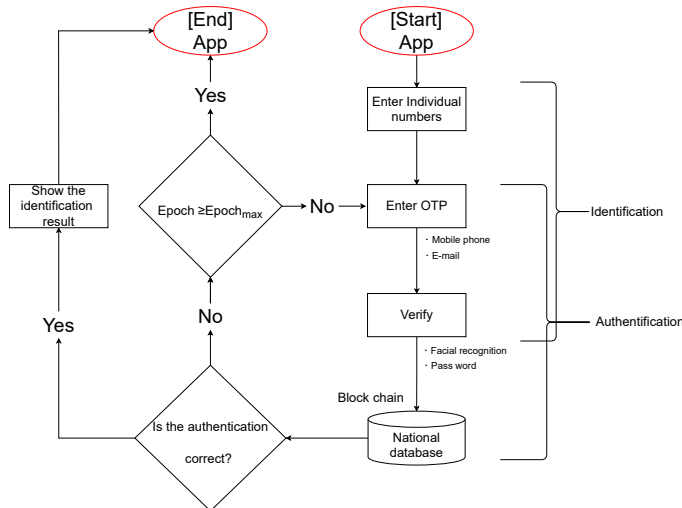 [End]
App
[Start]
App
Yes
Enter Individual
numbers
Show the
identification
result
Epoch ≥Epochmax
No
Enter OTP
Identification
・Mobile phone
・E-mail
No
Verify
Authentification
Yes
・Facial recognition
・Pass word
Block chain
Is the authentication
correct?
National
database